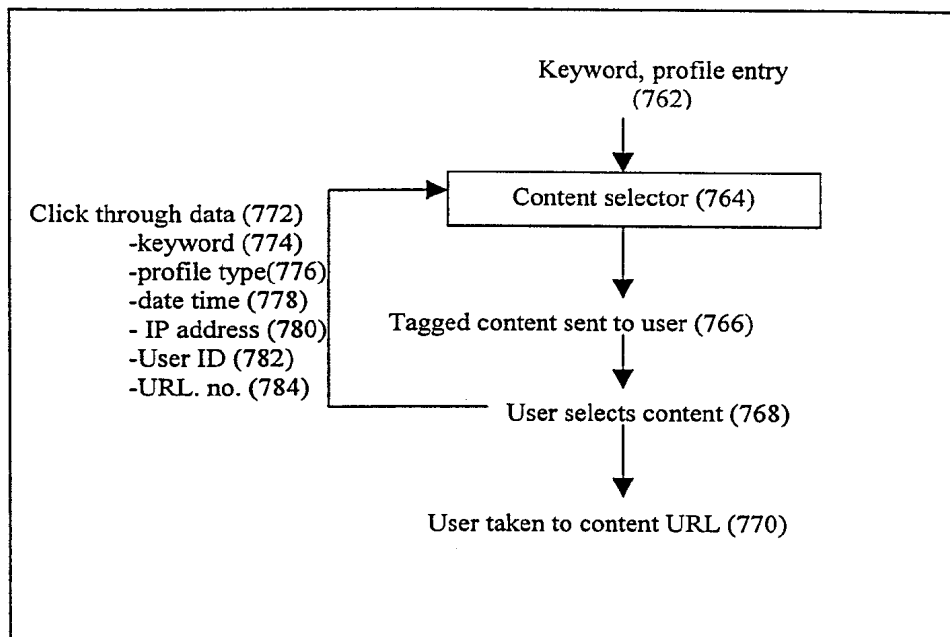 Keyword, profile entry
(762)
Content selector (764)
Click through data (772)
-keyword (774)
-profile type(776)
-date time (778)
- IP address (780)
-User ID (782)
-URL. no. (784)
Tagged content sent to user (766)
User selects content (768)
User taken to content URL (770)